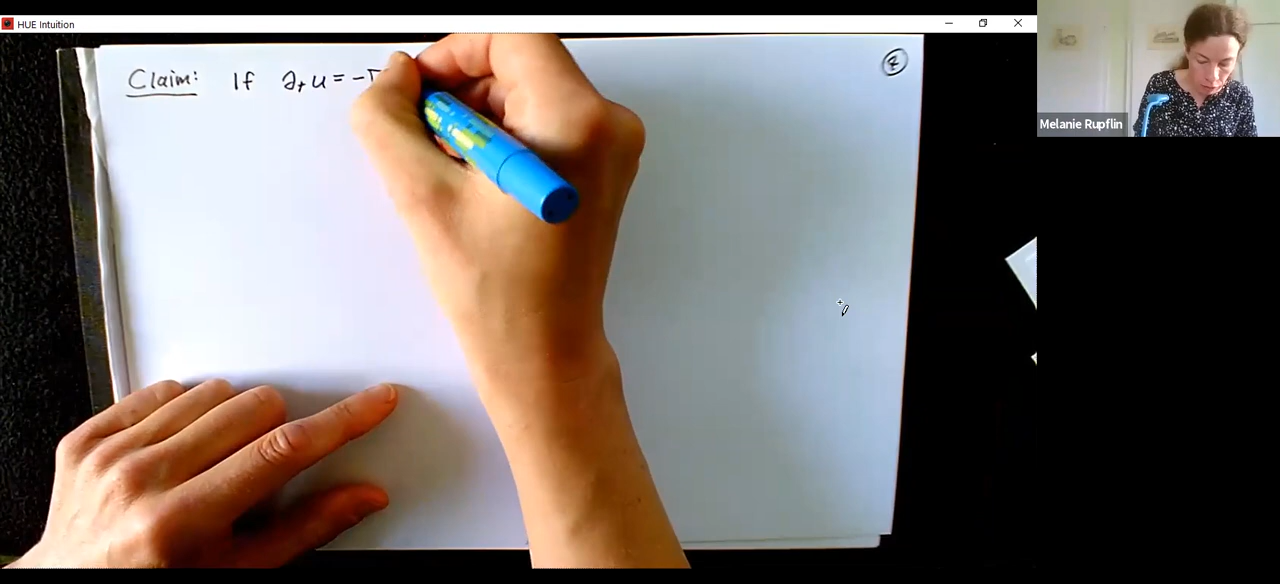 HUE Intuition
Claim: If ∂ₜu = -∇
Melanie Rupflin